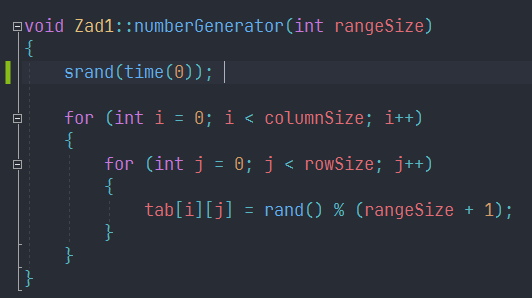 void Zad1::numberGenerator(int rangeSize)
{
srand(time(0));
for (int i = 0; i < columnSize; i++)
{
for (int j = 0; j < rowSize; j++)
{
tab[i][j] = rand() % (rangeSize + 1);
}
}
}